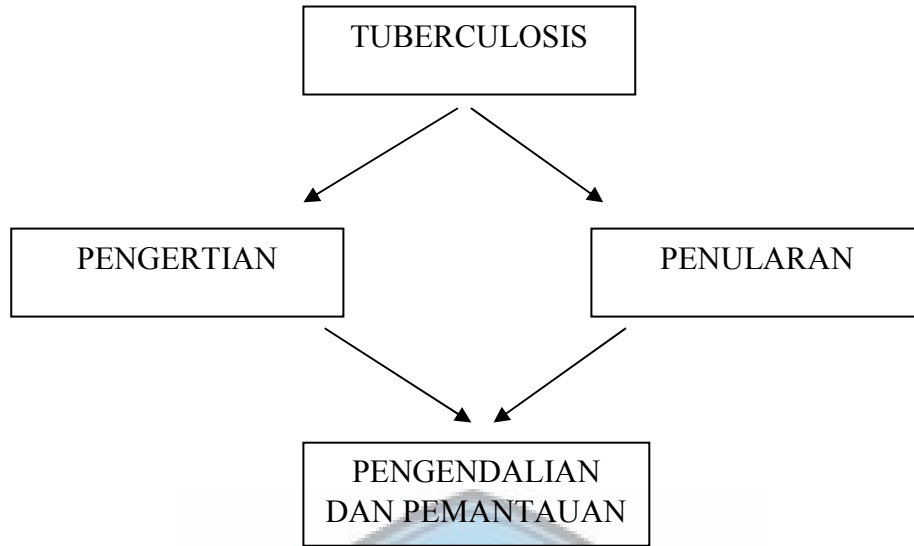 TUBERCULOSIS
PENGERTIAN
PENULARAN
PENGENDALIAN
DAN PEMANTAUAN